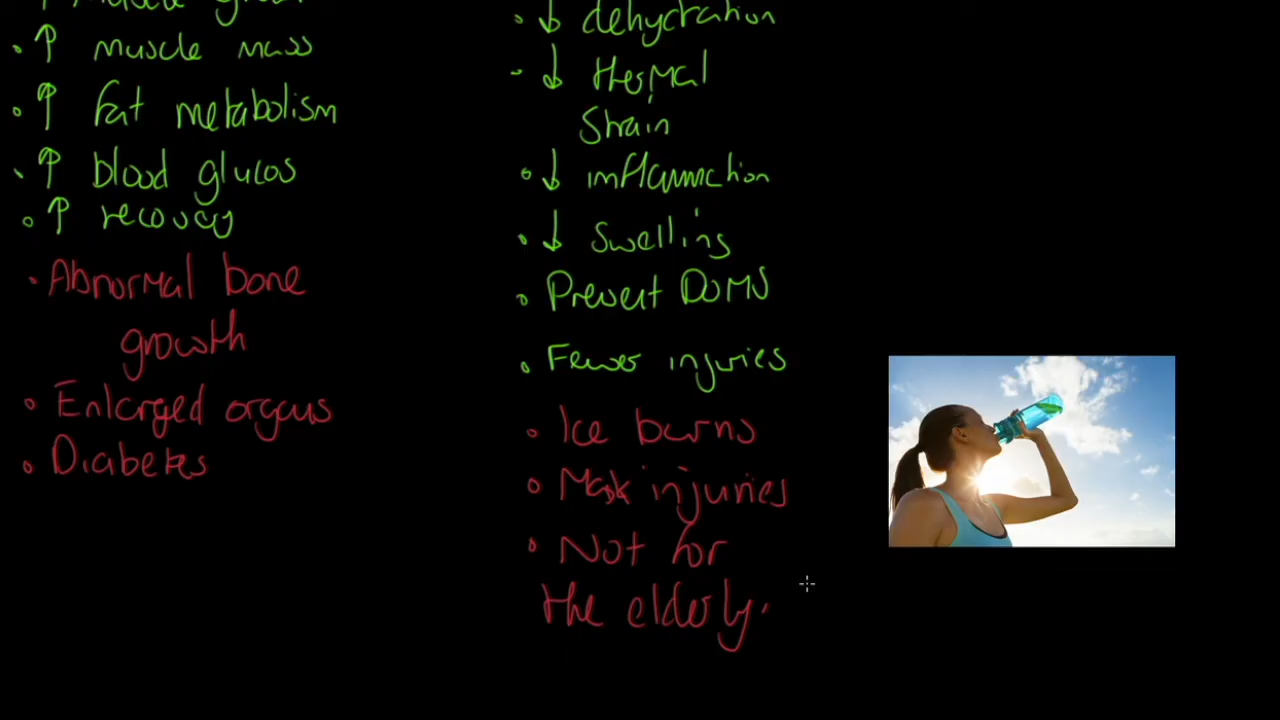 ↑ muscle
• ↑ muscle mass
• ↑ fat metabolism
• ↑ blood glucos
• ↑ recovery
• Abnormal bone
growth
• Enlarged organs
• Diabetes
• ↓ dehydration
• ↓ thermal
Strain
• ↓ inflammation
• ↓ Swelling
• Prevent DOMS
• Fewer injuries
• Ice burns
• Mask injuries
• Not for
the elderly.